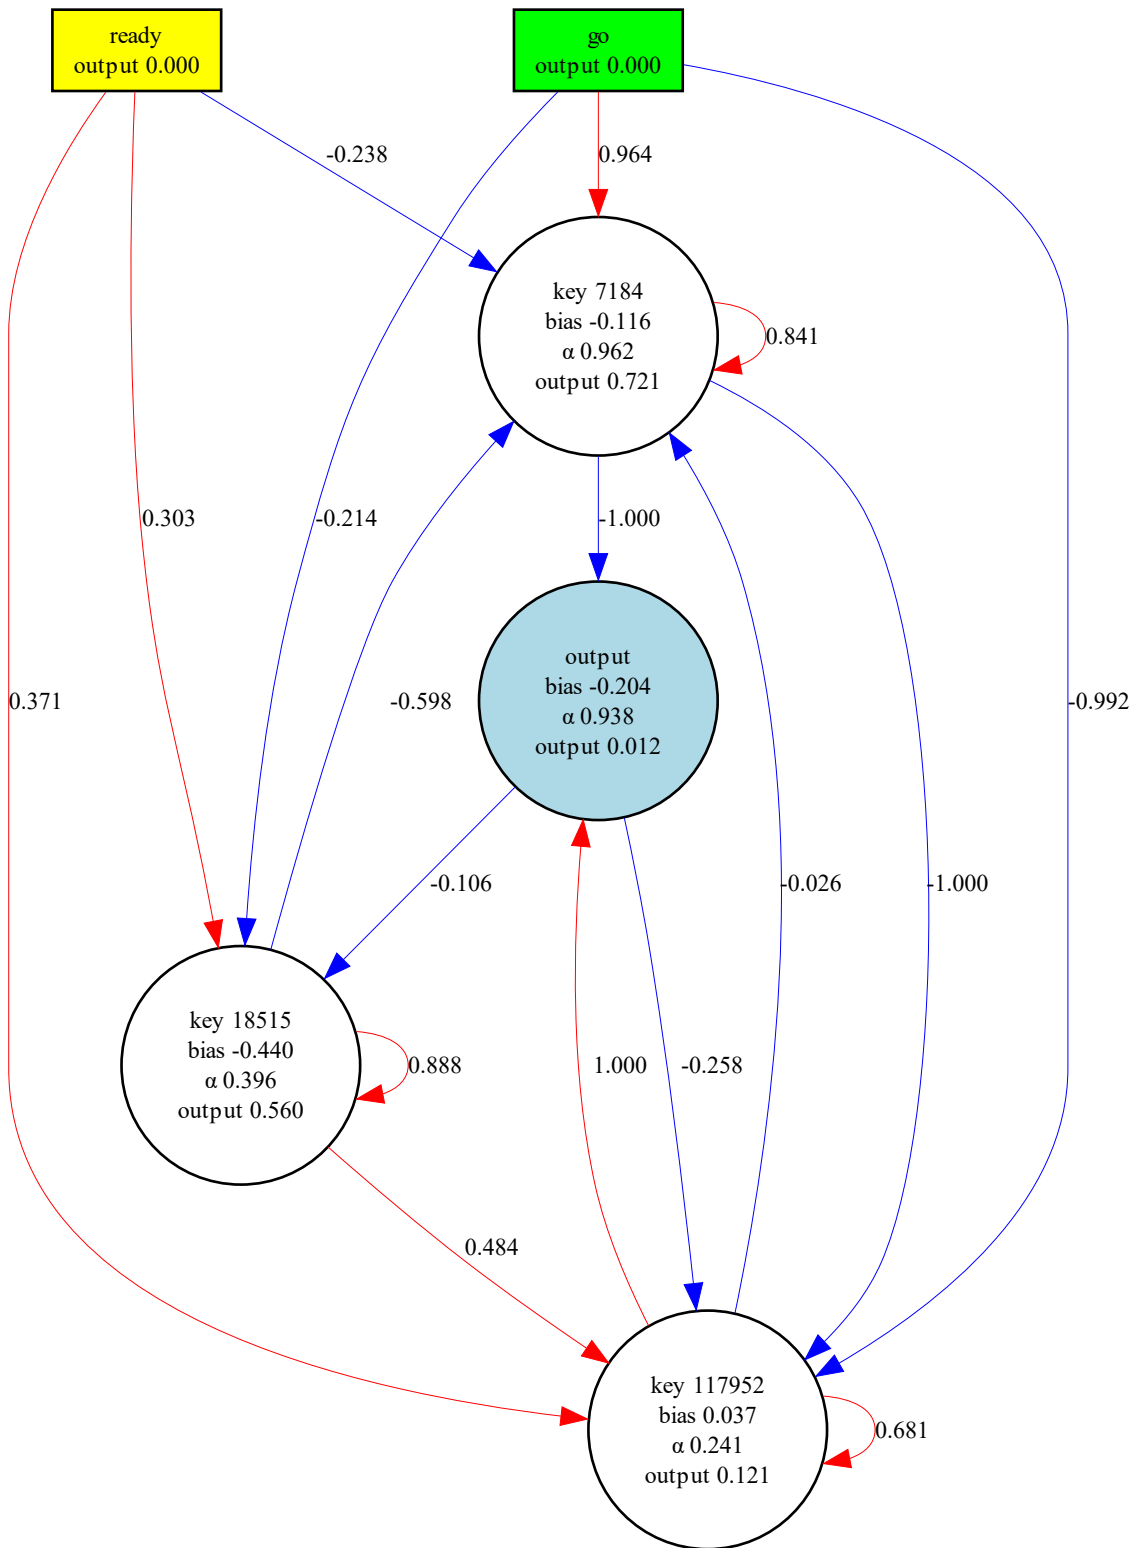 ready
output 0.000
go
output 0.000
-0.238
0.964
key 7184
bias -0.116
α 0.962
output 0.721
0.841
0.303
-0.214
-1.000
0.371
-0.598
output
bias -0.204
α 0.938
output 0.012
-0.992
-0.106
-0.026
-1.000
key 18515
bias -0.440
α 0.396
output 0.560
0.888
1.000
-0.258
0.484
key 117952
bias 0.037
α 0.241
output 0.121
0.681